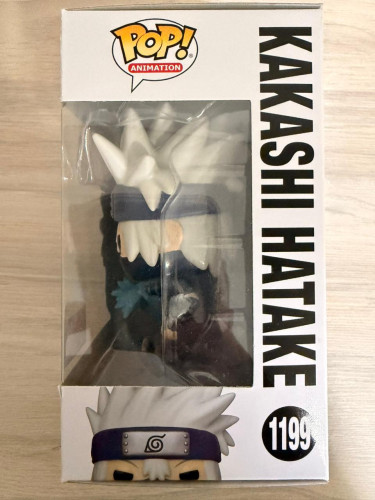 POP!
ANIMATION
KAKASHI HATAKE
1199